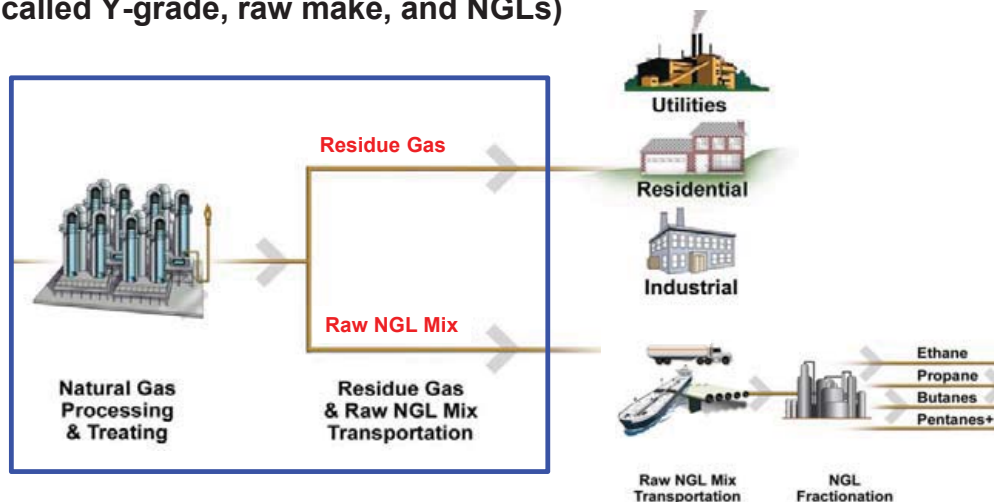 called Y-grade, raw make, and NGLs)
Utilities
Residue Gas
Residential
Industrial
Raw NGL Mix
Ethane
Propane
Butanes
Pentanes+
Natural Gas
Processing
& Treating
Residue Gas
& Raw NGL Mix
Transportation
Raw NGL Mix
Transportation
NGL
Fractionation